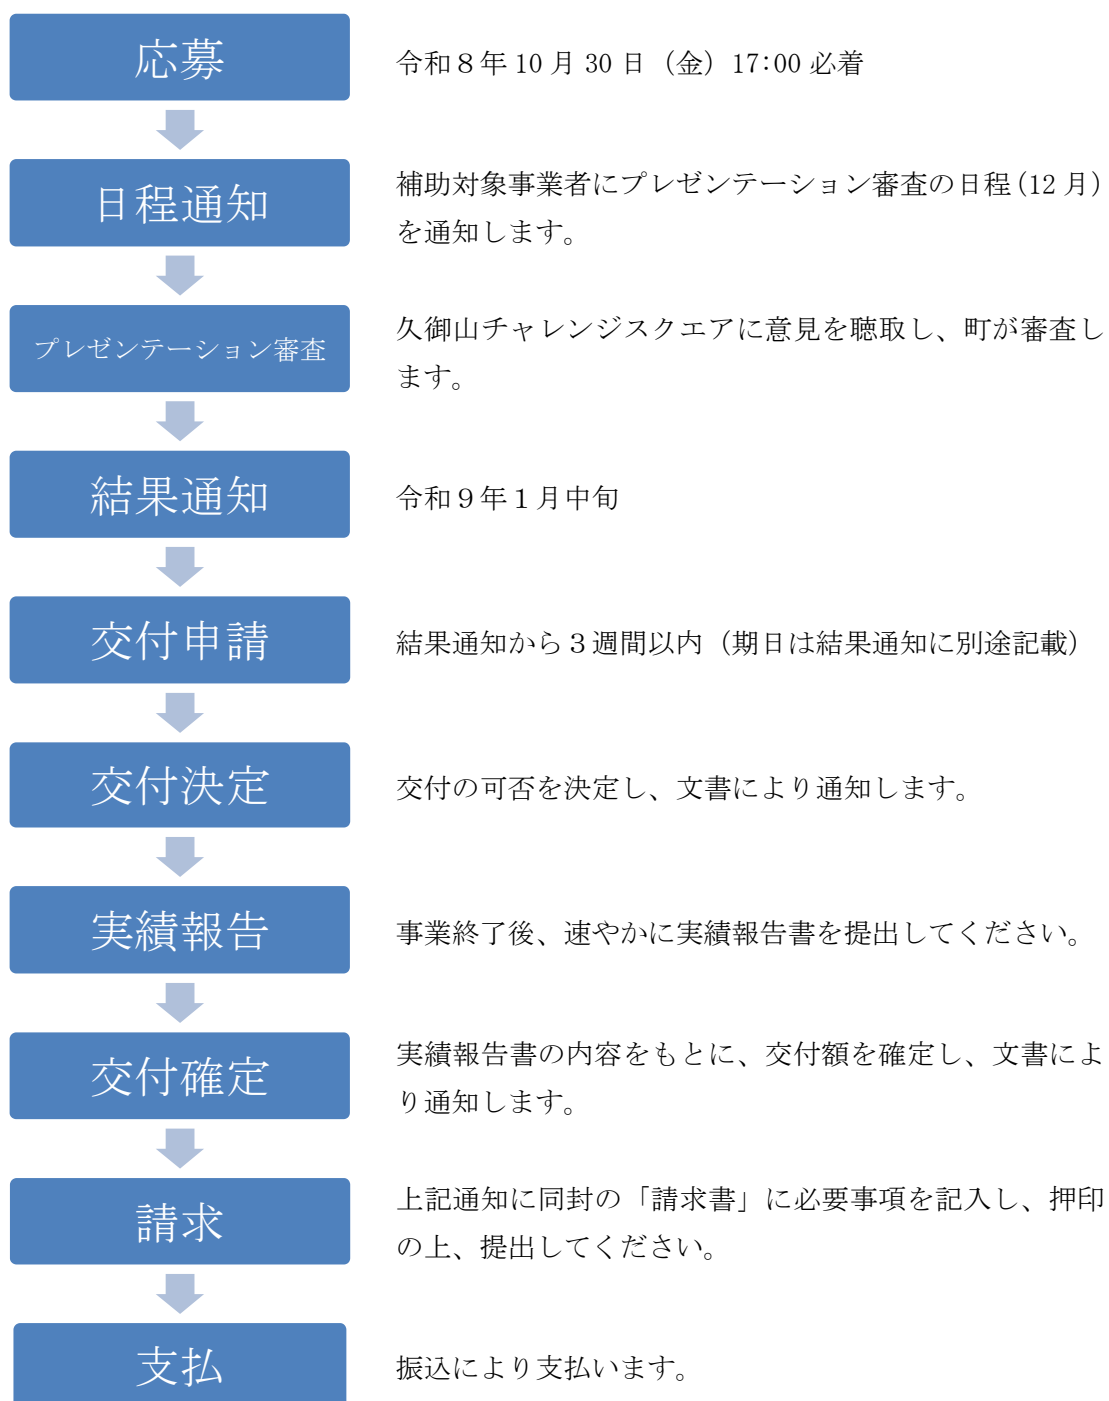 応募
令和８年 10 月 30 日（金）17:00 必着
日程通知
補助対象事業者にプレゼンテーション審査の日程(12 月)
を通知します。
プレゼンテーション審査
久御山チャレンジスクエアに意見を聴取し、町が審査し
ます。
結果通知
令和９年１月中旬
交付申請
結果通知から３週間以内（期日は結果通知に別途記載）
交付決定
交付の可否を決定し、文書により通知します。
実績報告
事業終了後、速やかに実績報告書を提出してください。
交付確定
実績報告書の内容をもとに、交付額を確定し、文書によ
り通知します。
請求
上記通知に同封の「請求書」に必要事項を記入し、押印
の上、提出してください。
支払
振込により支払います。